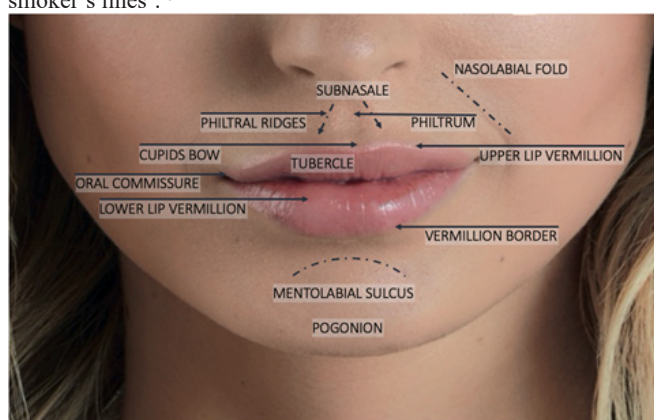 smoker's lines".
NASOLABIAL FOLD
SUBNASALE
PHILTRAL RIDGES
PHILTRUM
CUPIDS BOW
TUBERCLE
UPPER LIP VERMILLION
ORAL COMMISSURE
LOWER LIP VERMILLION
VERMILLION BORDER
MENTOLABIAL SULCUS
POGONION